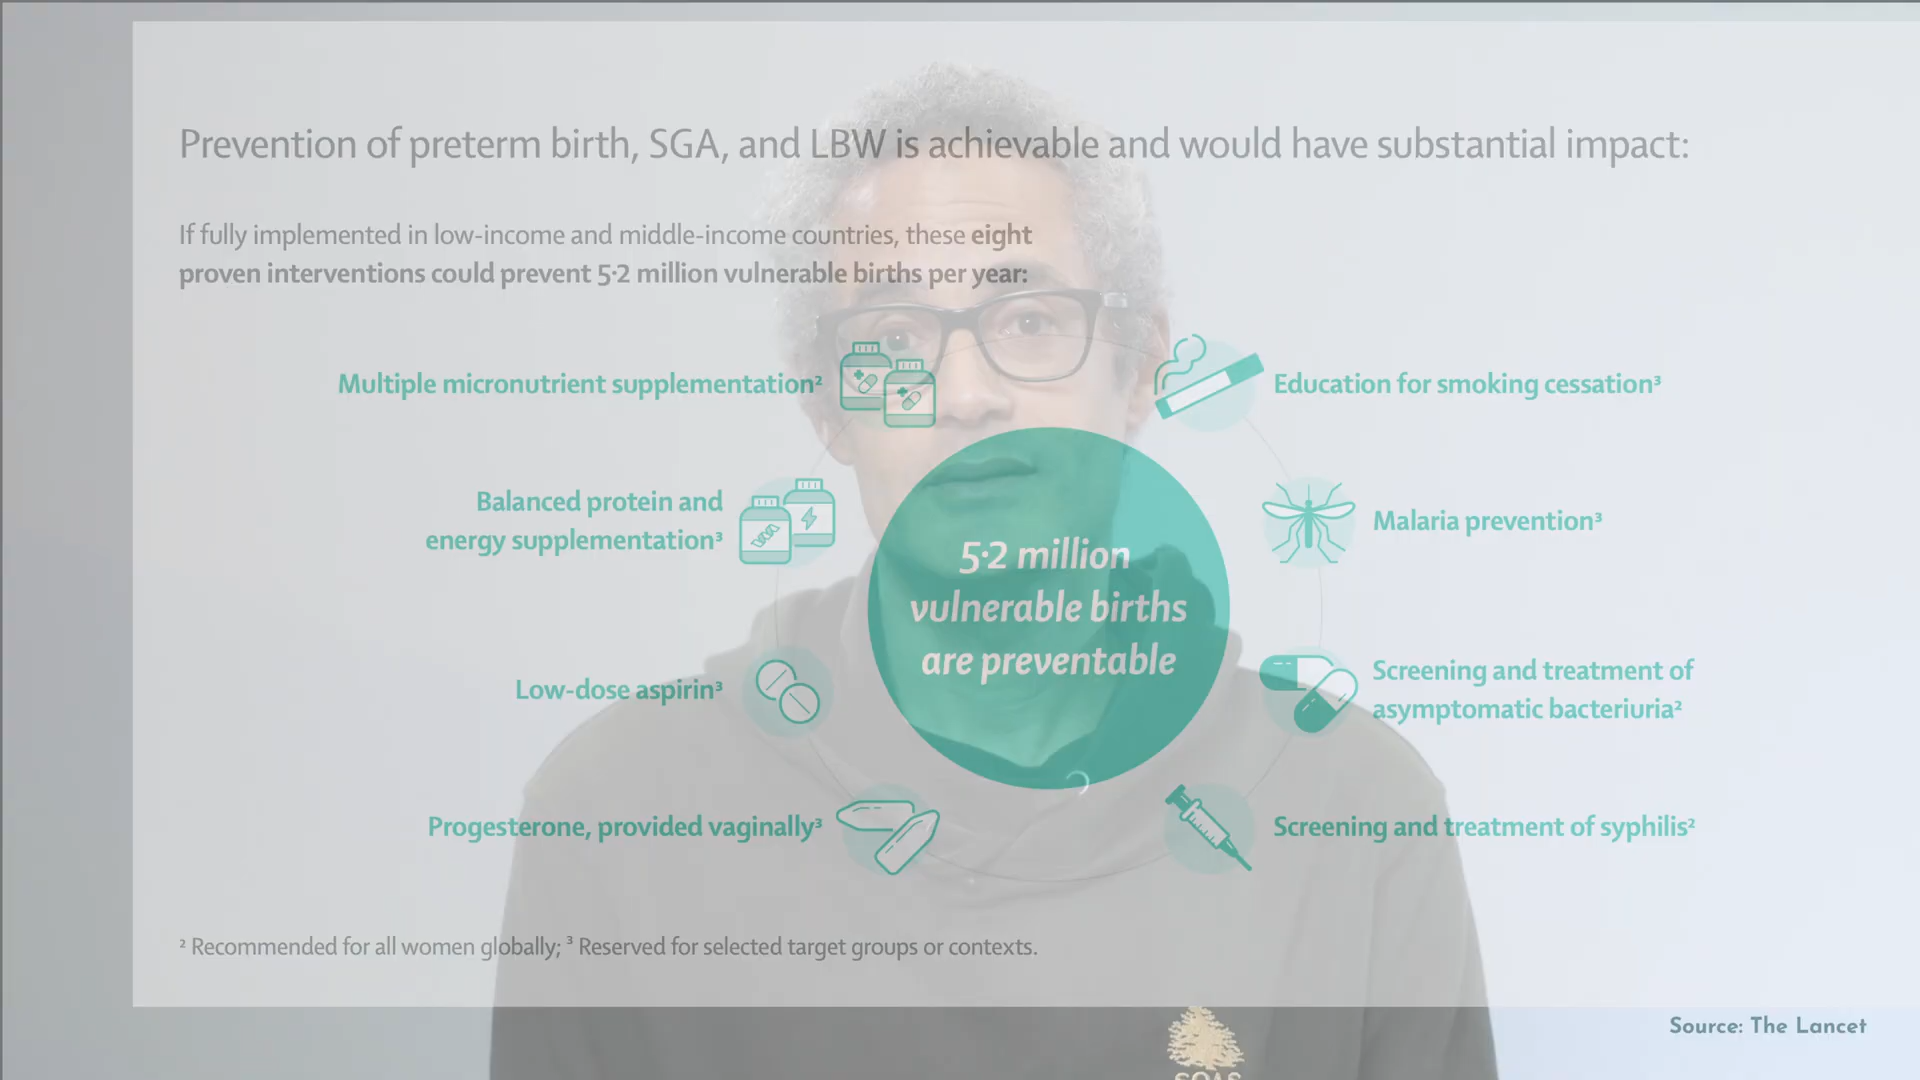 Prevention of preterm birth, SGA, and LBW is achievable and would have substantial impact:
If fully implemented in low-income and middle-income countries, these eight
proven interventions could prevent 5·2 million vulnerable births per year:
Multiple micronutrient supplementation²
Education for smoking cessation³
Balanced protein and
energy supplementation³
Malaria prevention³
5·2 million
vulnerable births
are preventable
Low-dose aspirin³
Screening and treatment of
asymptomatic bacteriuria²
Progesterone, provided vaginally³
Screening and treatment of syphilis²
² Recommended for all women globally; ³ Reserved for selected target groups or contexts.
Source: The Lancet
SOAS